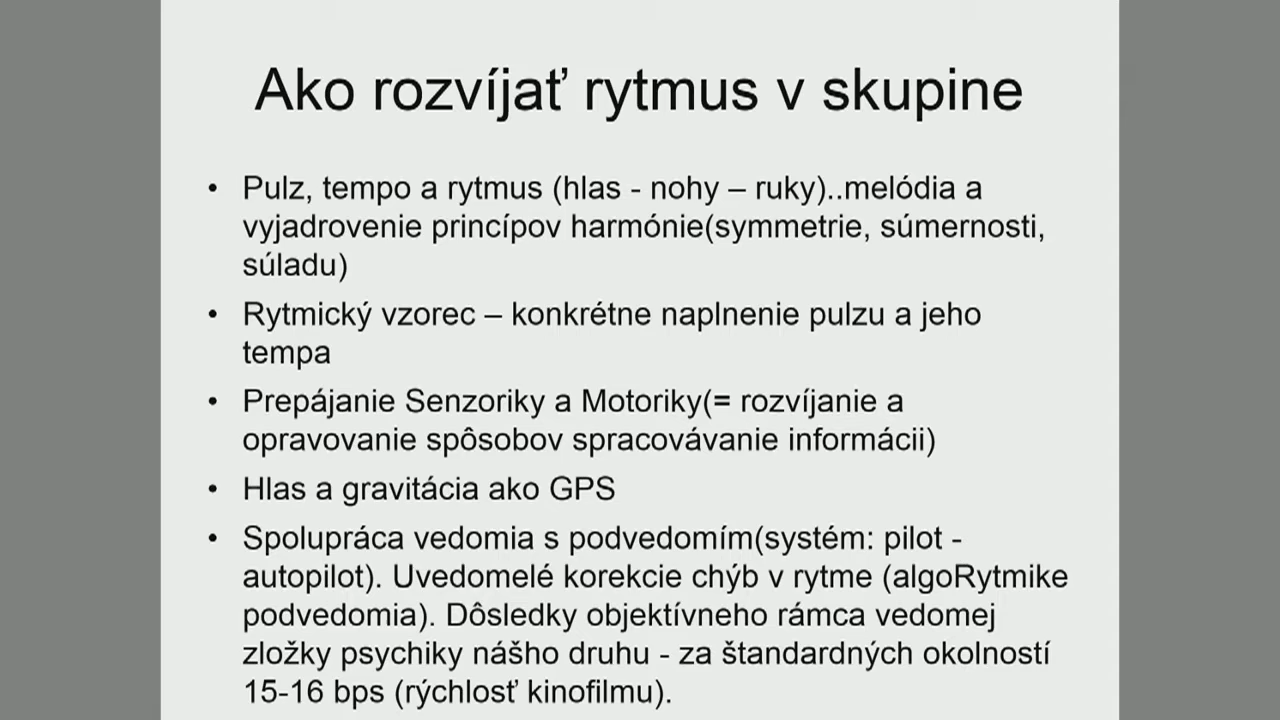 Ako rozvíjať rytmus v skupine
• Pulz, tempo a rytmus (hlas - nohy – ruky)..melódia a
vyjadrovenie princípov harmónie(symmetrie, súmernosti,
súladu)
• Rytmický vzorec – konkrétne naplnenie pulzu a jeho
tempa
• Prepájanie Senzoriky a Motoriky(= rozvíjanie a
opravovanie spôsobov spracovávanie informácii)
• Hlas a gravitácia ako GPS
• Spolupráca vedomia s podvedomím(systém: pilot -
autopilot). Uvedomelé korekcie chýb v rytme (algoRytmike
podvedomia). Dôsledky objektívneho rámca vedomej
zložky psychiky nášho druhu - za štandardných okolností
15-16 bps (rýchlosť kinofilmu).